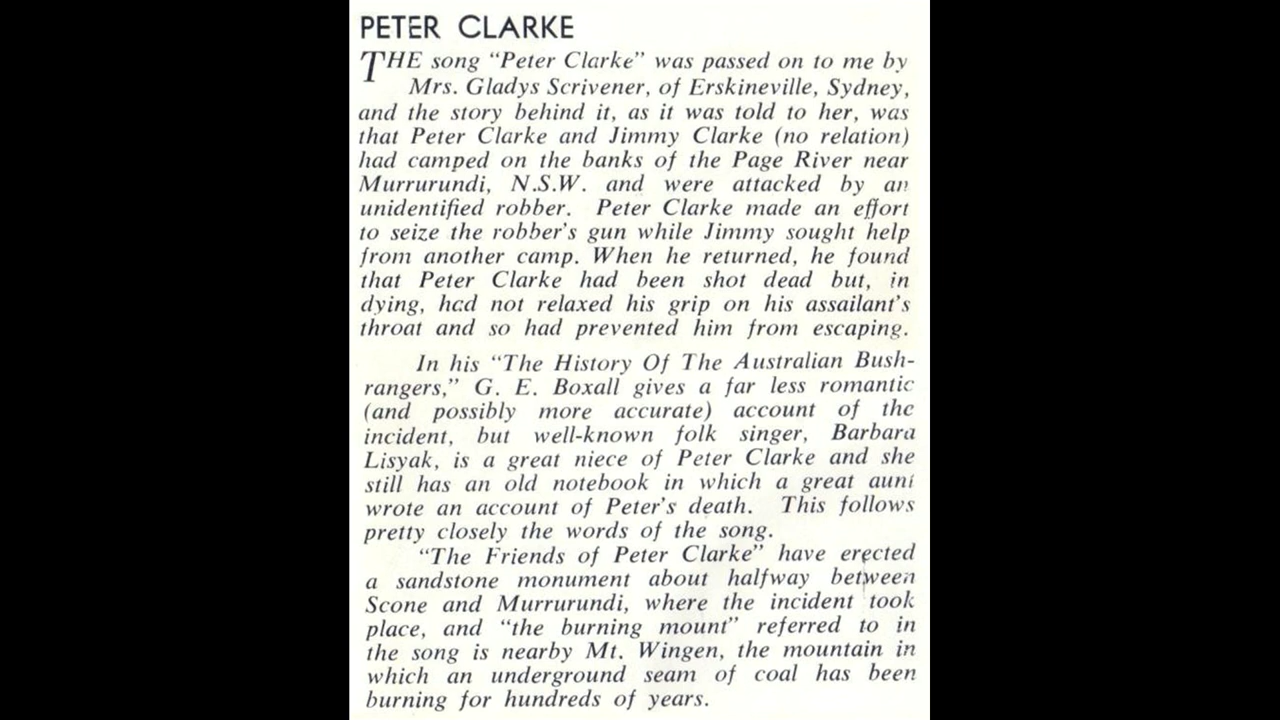 PETER CLARKE
THE song "Peter Clarke" was passed on to me by
Mrs. Gladys Scrivener, of Erskineville, Sydney,
and the story behind it, as it was told to her, was
that Peter Clarke and Jimmy Clarke (no relation)
had camped on the banks of the Page River near
Murrurundi, N.S.W. and were attacked by an
unidentified robber. Peter Clarke made an effort
to seize the robber's gun while Jimmy sought help
from another camp. When he returned, he found
that Peter Clarke had been shot dead but, in
dying, had not relaxed his grip on his assailant's
throat and so had prevented him from escaping.
In his "The History Of The Australian Bush-
rangers," G. E. Boxall gives a far less romantic
(and possibly more accurate) account of the
incident, but well-known folk singer, Barbara
Lisyak, is a great niece of Peter Clarke and she
still has an old notebook in which a great aunt
wrote an account of Peter's death. This follows
pretty closely the words of the song.
"The Friends of Peter Clarke" have erected
a sandstone monument about halfway between
Scone and Murrurundi, where the incident took
place, and "the burning mount" referred to in
the song is nearby Mt. Wingen, the mountain in
which an underground seam of coal has been
burning for hundreds of years.